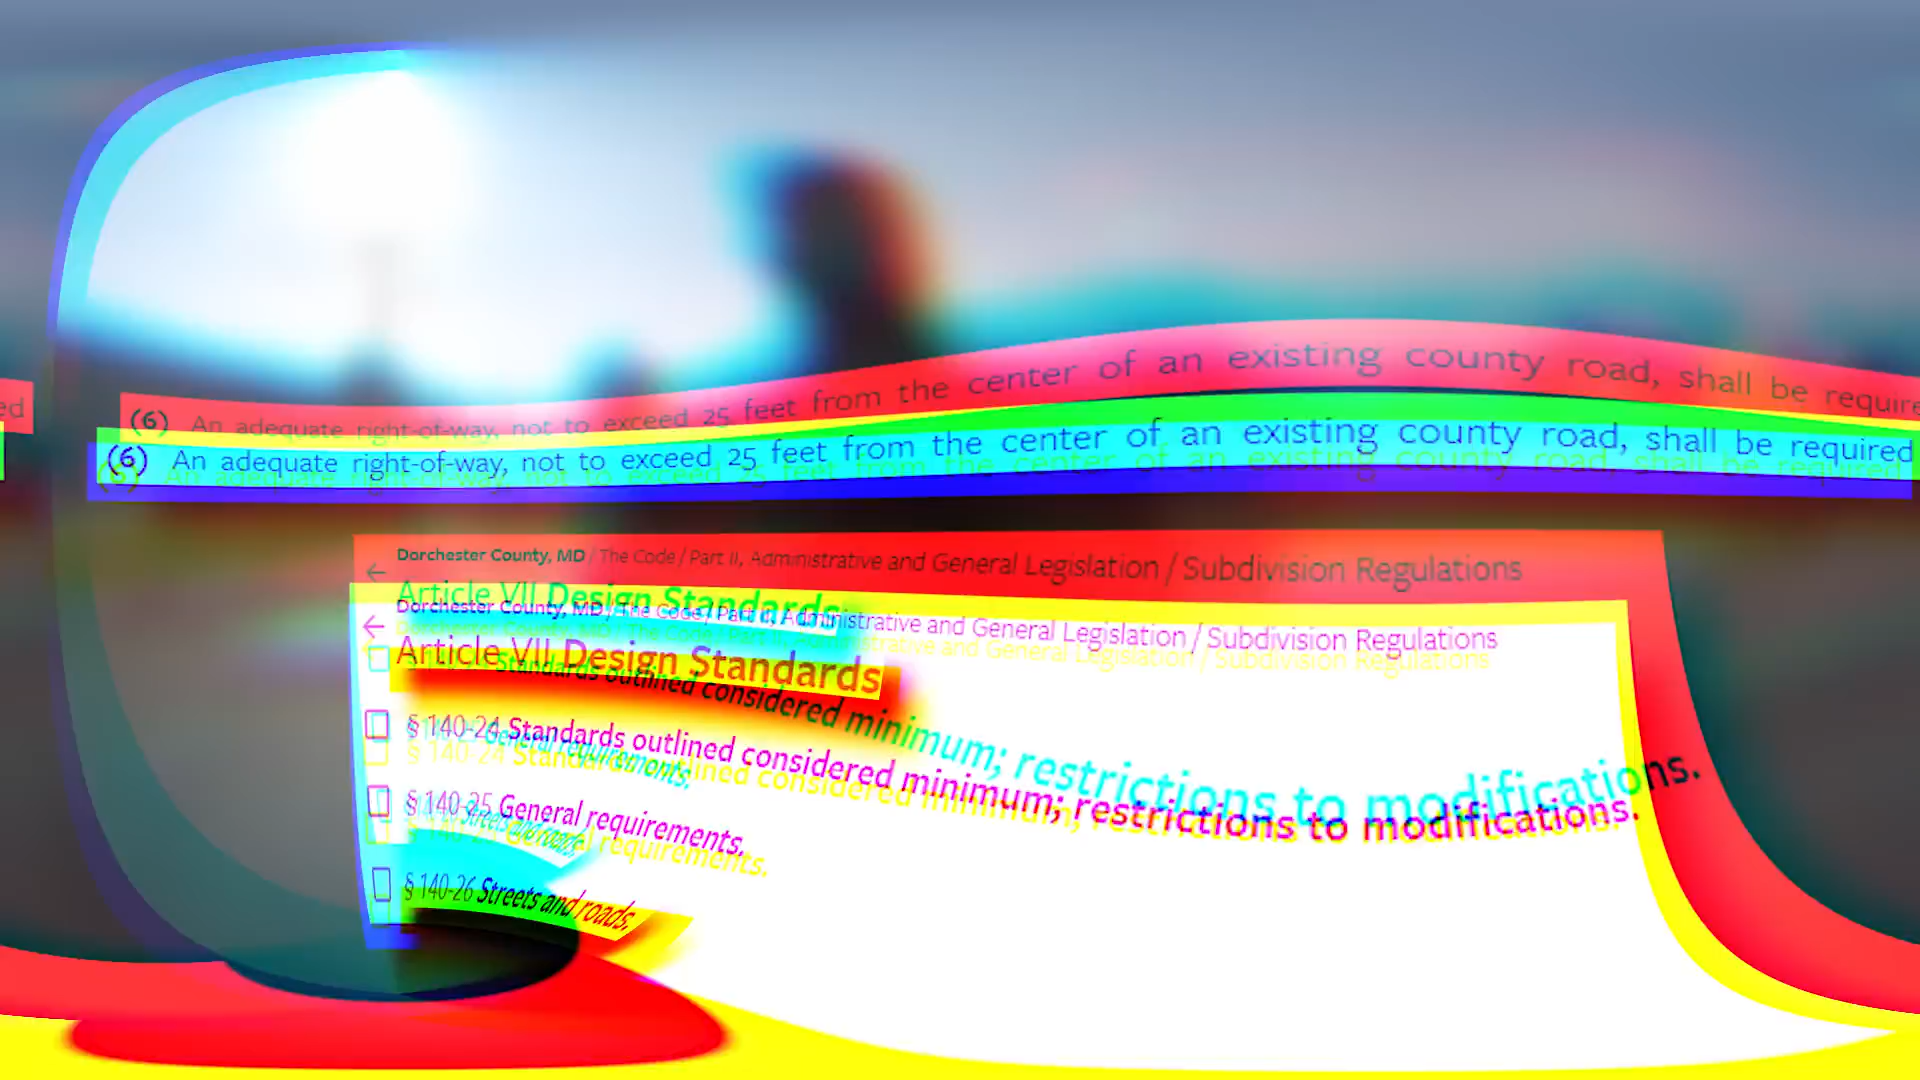 (6) An adequate right-of-way, not to exceed 25 feet from the center of an existing county road, shall be required
Dorchester County, MD / The Code / Part II, Administrative and General Legislation / Subdivision Regulations
← Article VII Design Standards
§ 140-24 Standards outlined considered minimum; restrictions to modifications.
§ 140-25 General requirements.
§ 140-26 Streets and roads.